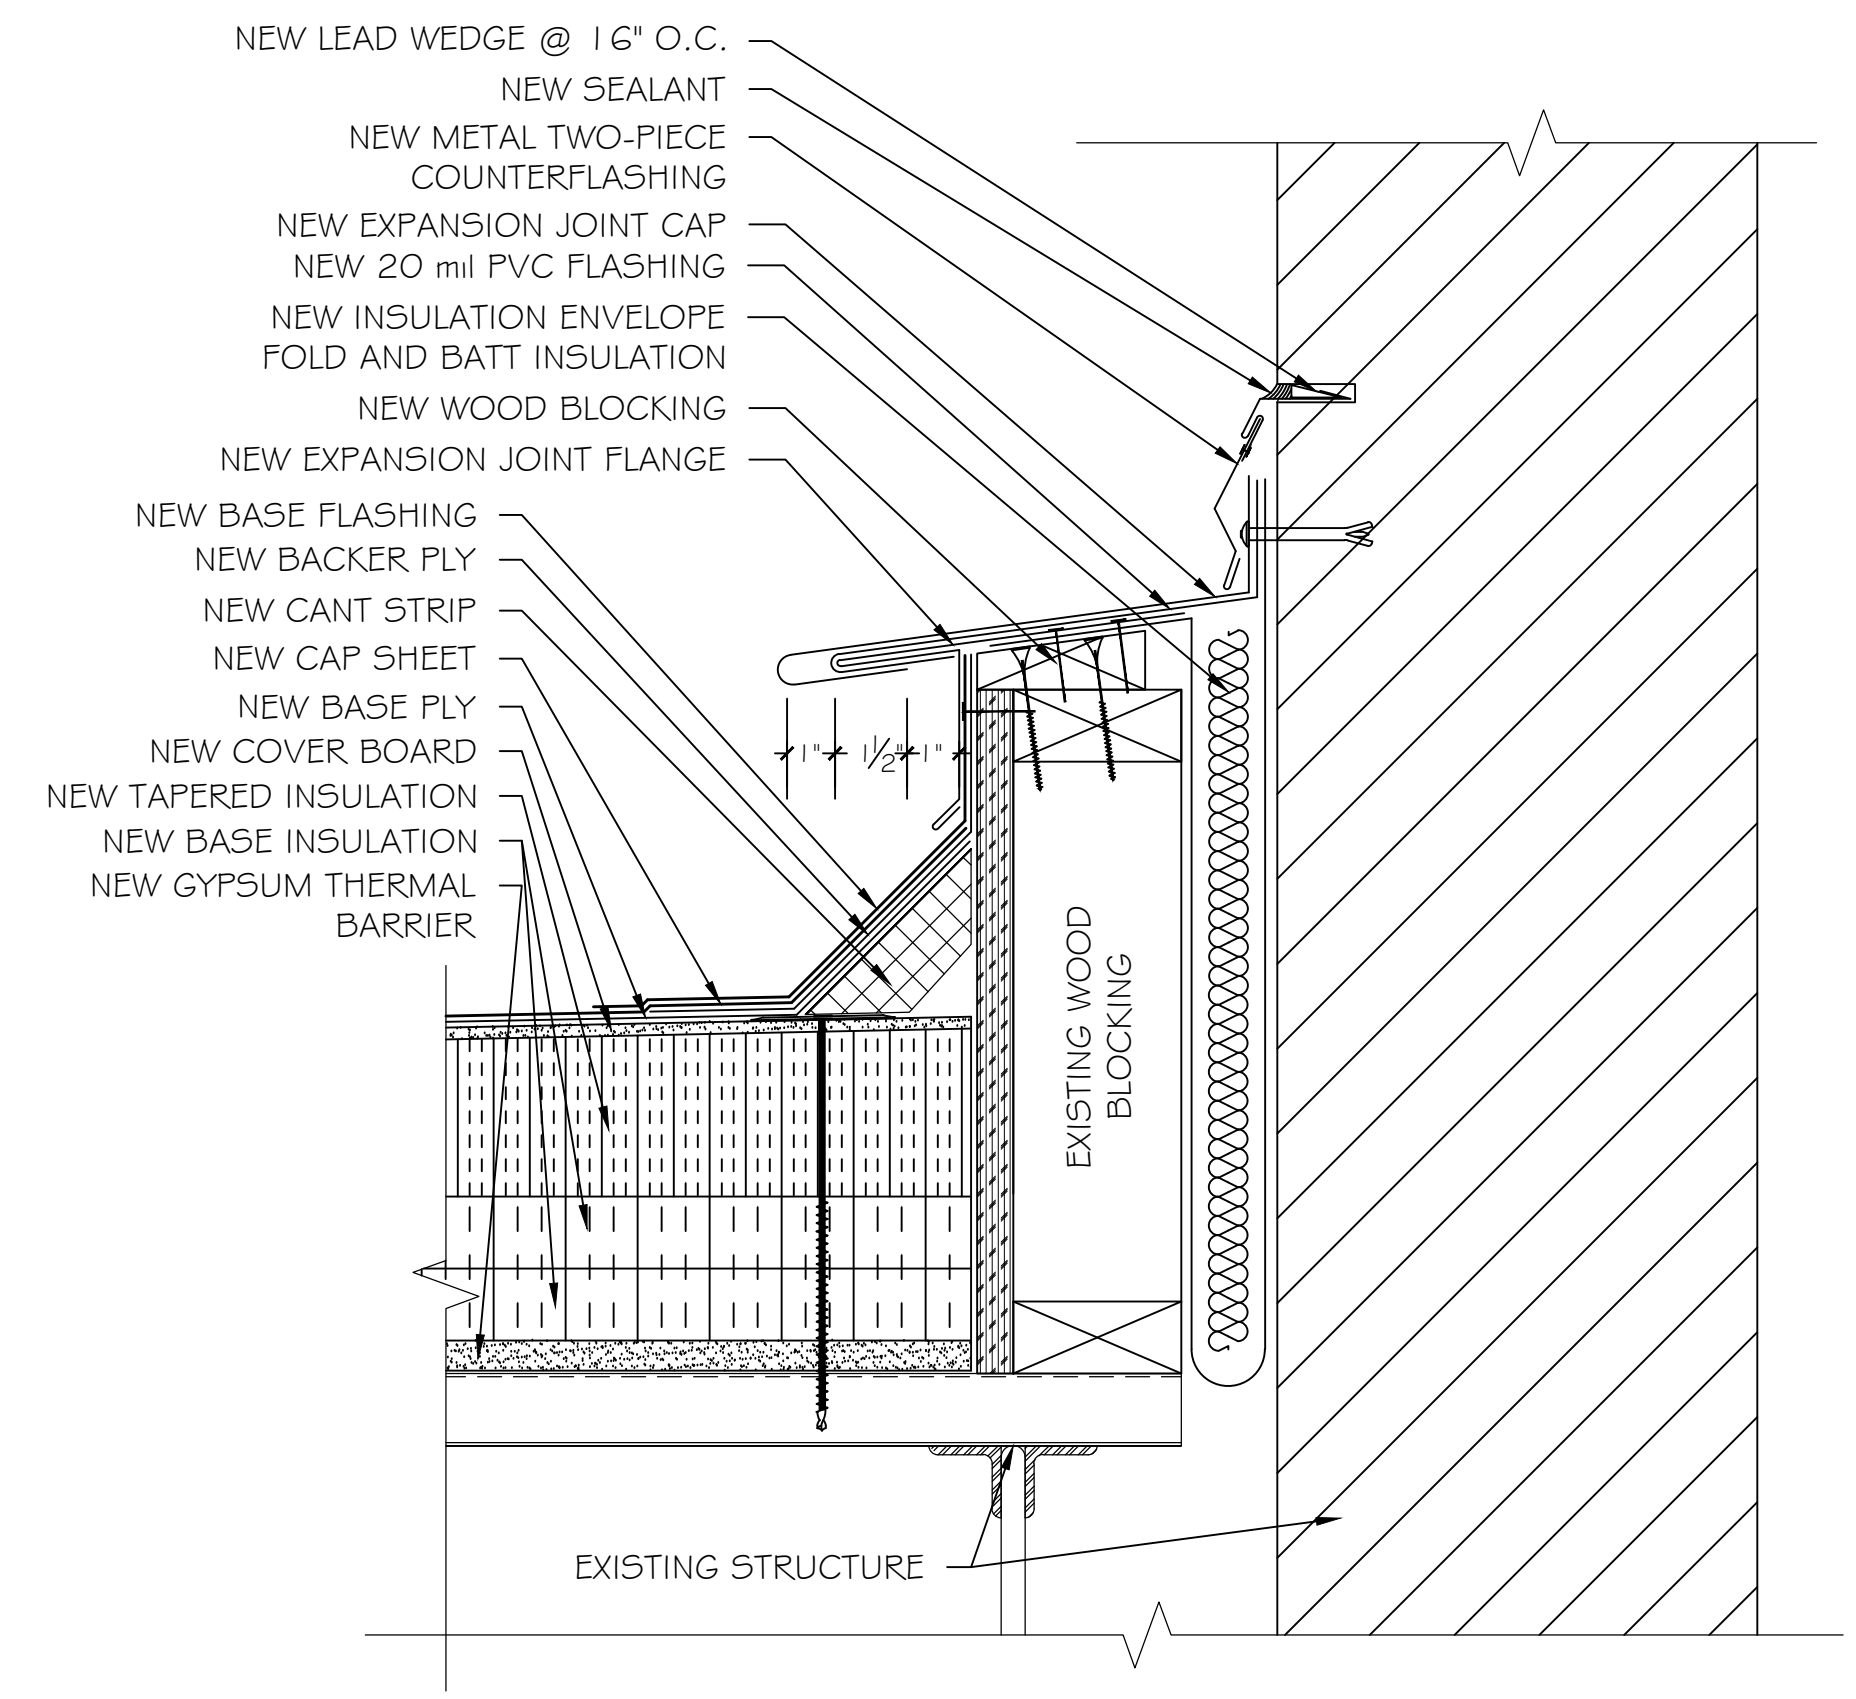 NEW LEAD WEDGE @ 16" O.C.
NEW SEALANT
NEW METAL TWO-PIECE
COUNTERFLASHING
NEW EXPANSION JOINT CAP
NEW 20 mil PVC FLASHING
NEW INSULATION ENVELOPE
FOLD AND BATT INSULATION
NEW WOOD BLOCKING
NEW EXPANSION JOINT FLANGE
NEW BASE FLASHING
NEW BACKER PLY
NEW CANT STRIP
NEW CAP SHEET
NEW BASE PLY
NEW COVER BOARD
NEW TAPERED INSULATION
NEW BASE INSULATION
NEW GYPSUM THERMAL
BARRIER
1" 1½" 1"
EXISTING WOOD
BLOCKING
EXISTING STRUCTURE